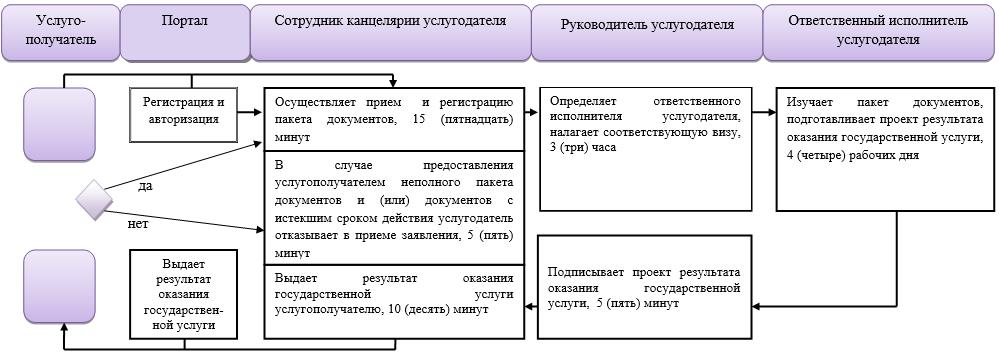 Услуго-
получатель
Портал
Сотрудник канцелярии услугодателя
Руководитель услугодателя
Ответственный исполнитель
услугодателя
Регистрация и
авторизация
Осуществляет прием и регистрацию
пакета документов, 15 (пятнадцать)
минут
Определяет ответственного
исполнителя услугодателя,
налагает соответствующую визу,
3 (три) часа
Изучает пакет документов,
подготавливает проект результата
оказания государственной услуги,
4 (четыре) рабочих дня
да
нет
В случае предоставления
услугополучателем неполного пакета
документов и (или) документов с
истекшим сроком действия услугодатель
отказывает в приеме заявления, 5 (пять)
минут
Выдает
результат
оказания
государствен-
ной услуги
Выдает результат оказания
государственной услуги
услугополучателю, 10 (десять) минут
Подписывает проект результата
оказания государственной
услуги, 5 (пять) минут